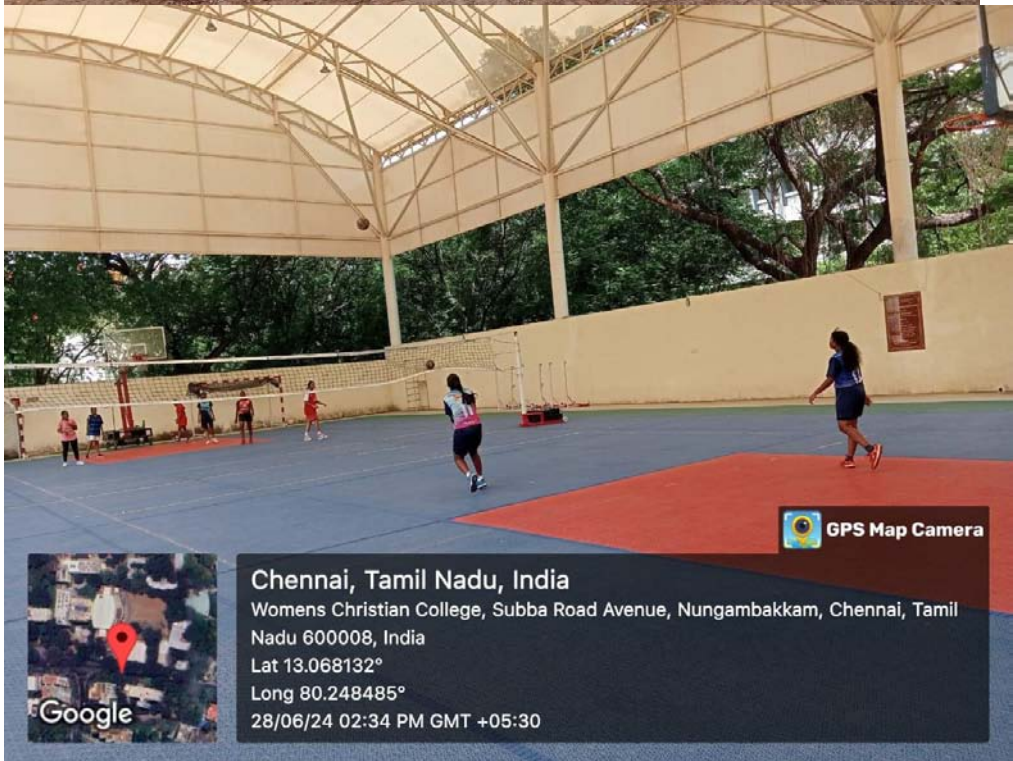 GPS Map Camera
Chennai, Tamil Nadu, India
Womens Christian College, Subba Road Avenue, Nungambakkam, Chennai, Tamil
Nadu 600008, India
Lat 13.068132°
Long 80.248485°
28/06/24 02:34 PM GMT +05:30
Google